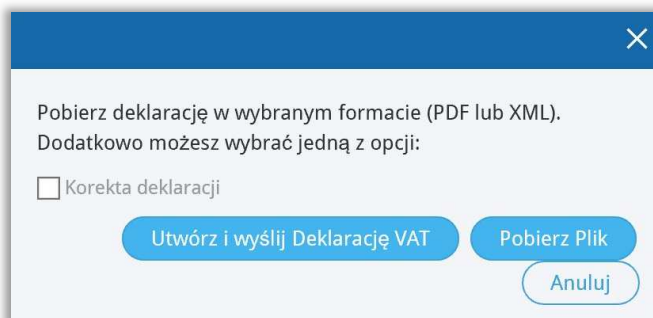 Pobierz deklarację w wybranym formacie (PDF lub XML).
Dodatkowo możesz wybrać jedną z opcji:
Korekta deklaracji
Utwórz i wyślij Deklarację VAT
Pobierz Plik
Anuluj